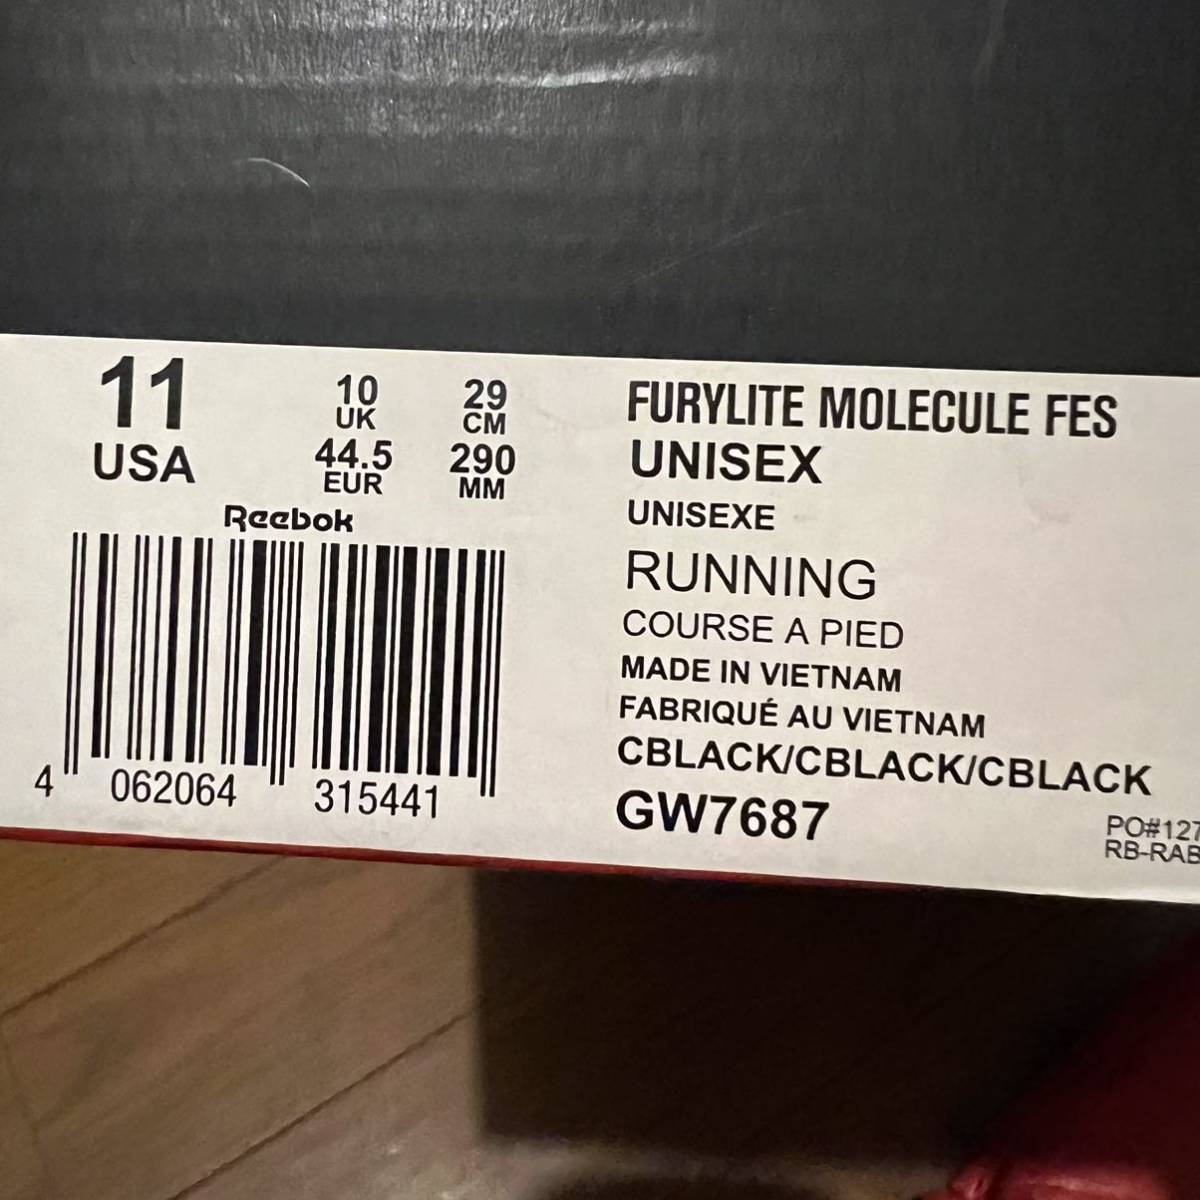 11
USA
10
UK
44.5
EUR
29
CM
290
MM
Reebok
4 062064 315441
FURYLITE MOLECULE FES
UNISEX
UNISEXE
RUNNING
COURSE A PIED
MADE IN VIETNAM
FABRIQUÉ AU VIETNAM
CBLACK/CBLACK/CBLACK
GW7687
PO#127
RB-RAB